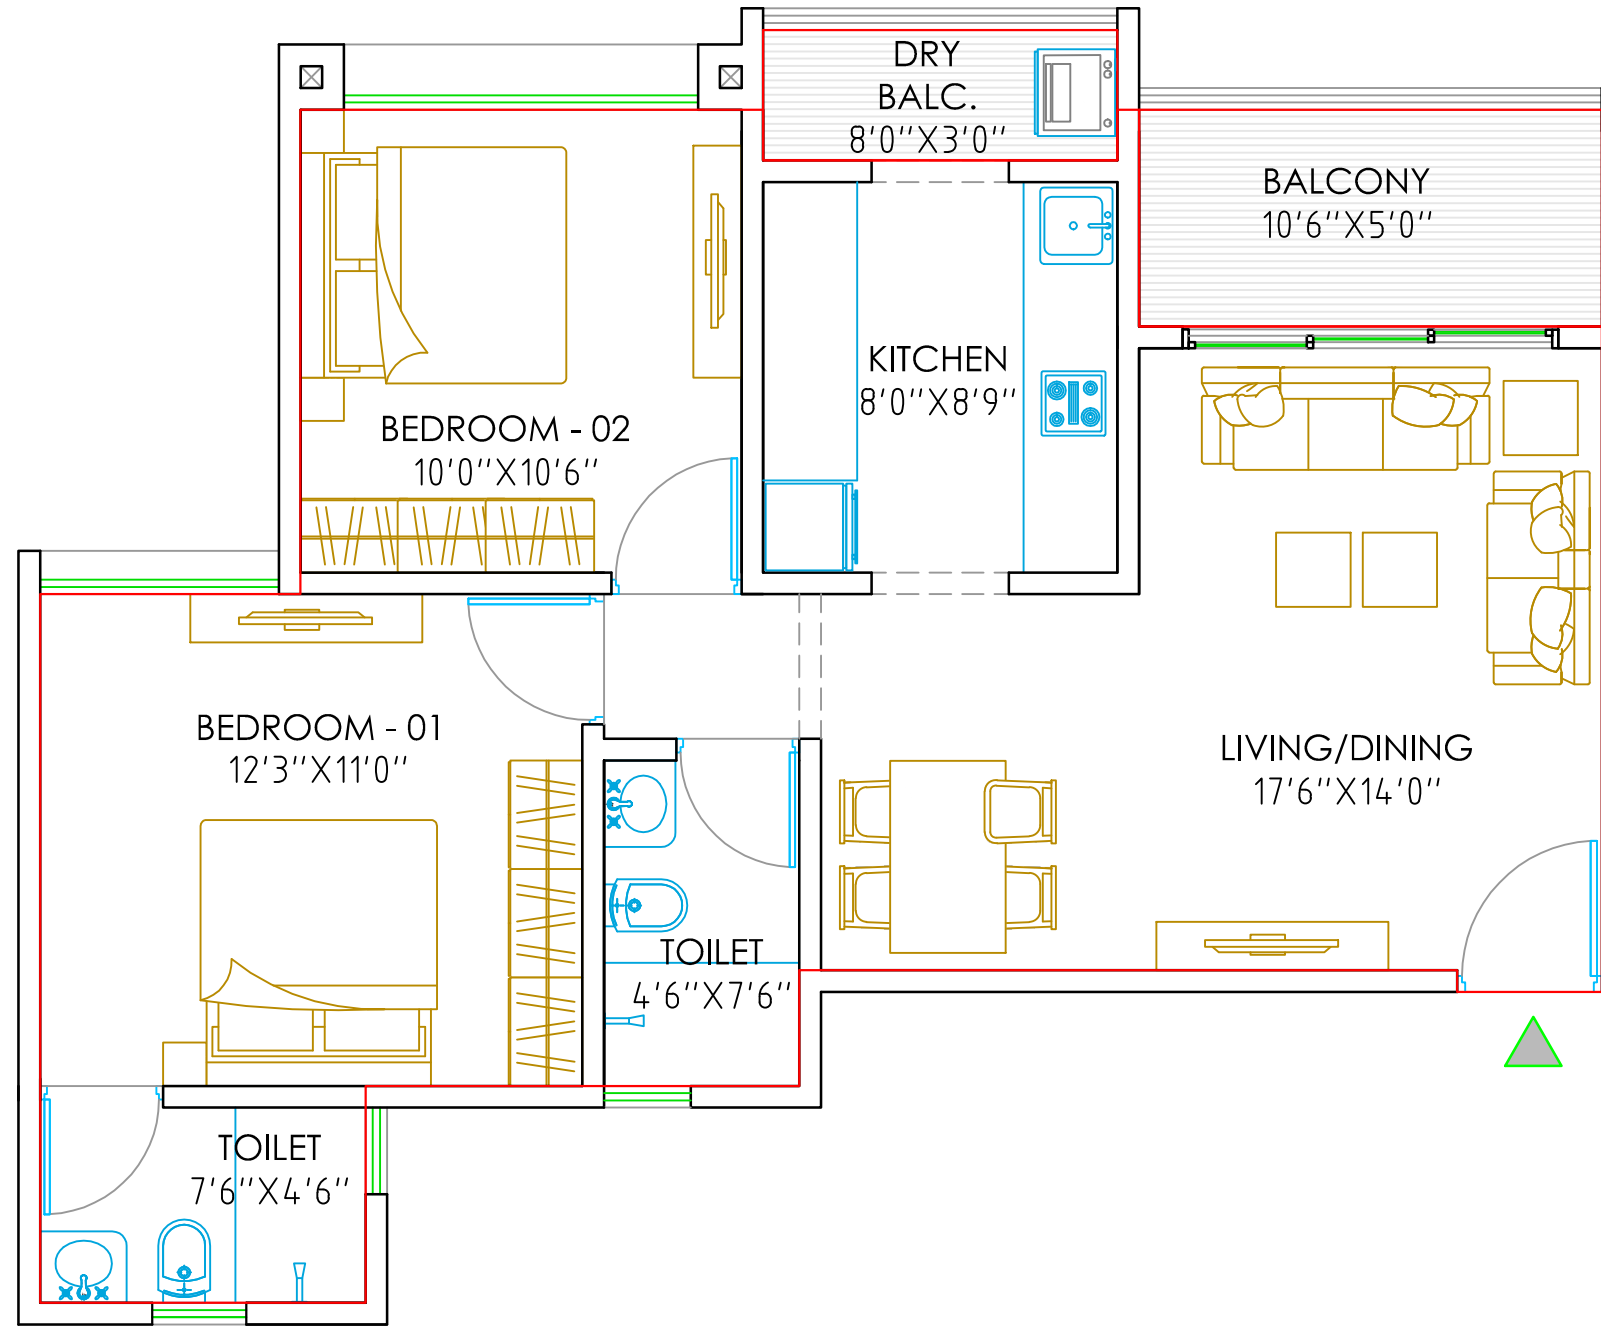 DRY
BALC.
8'0"X3'0"
BALCONY
10'6"X5'0"
KITCHEN
8'0"X8'9"
BEDROOM - 02
10'0"X10'6"
BEDROOM - 01
12'3"X11'0"
LIVING/DINING
17'6"X14'0"
TOILET
4'6"X7'6"
TOILET
7'6"X4'6"